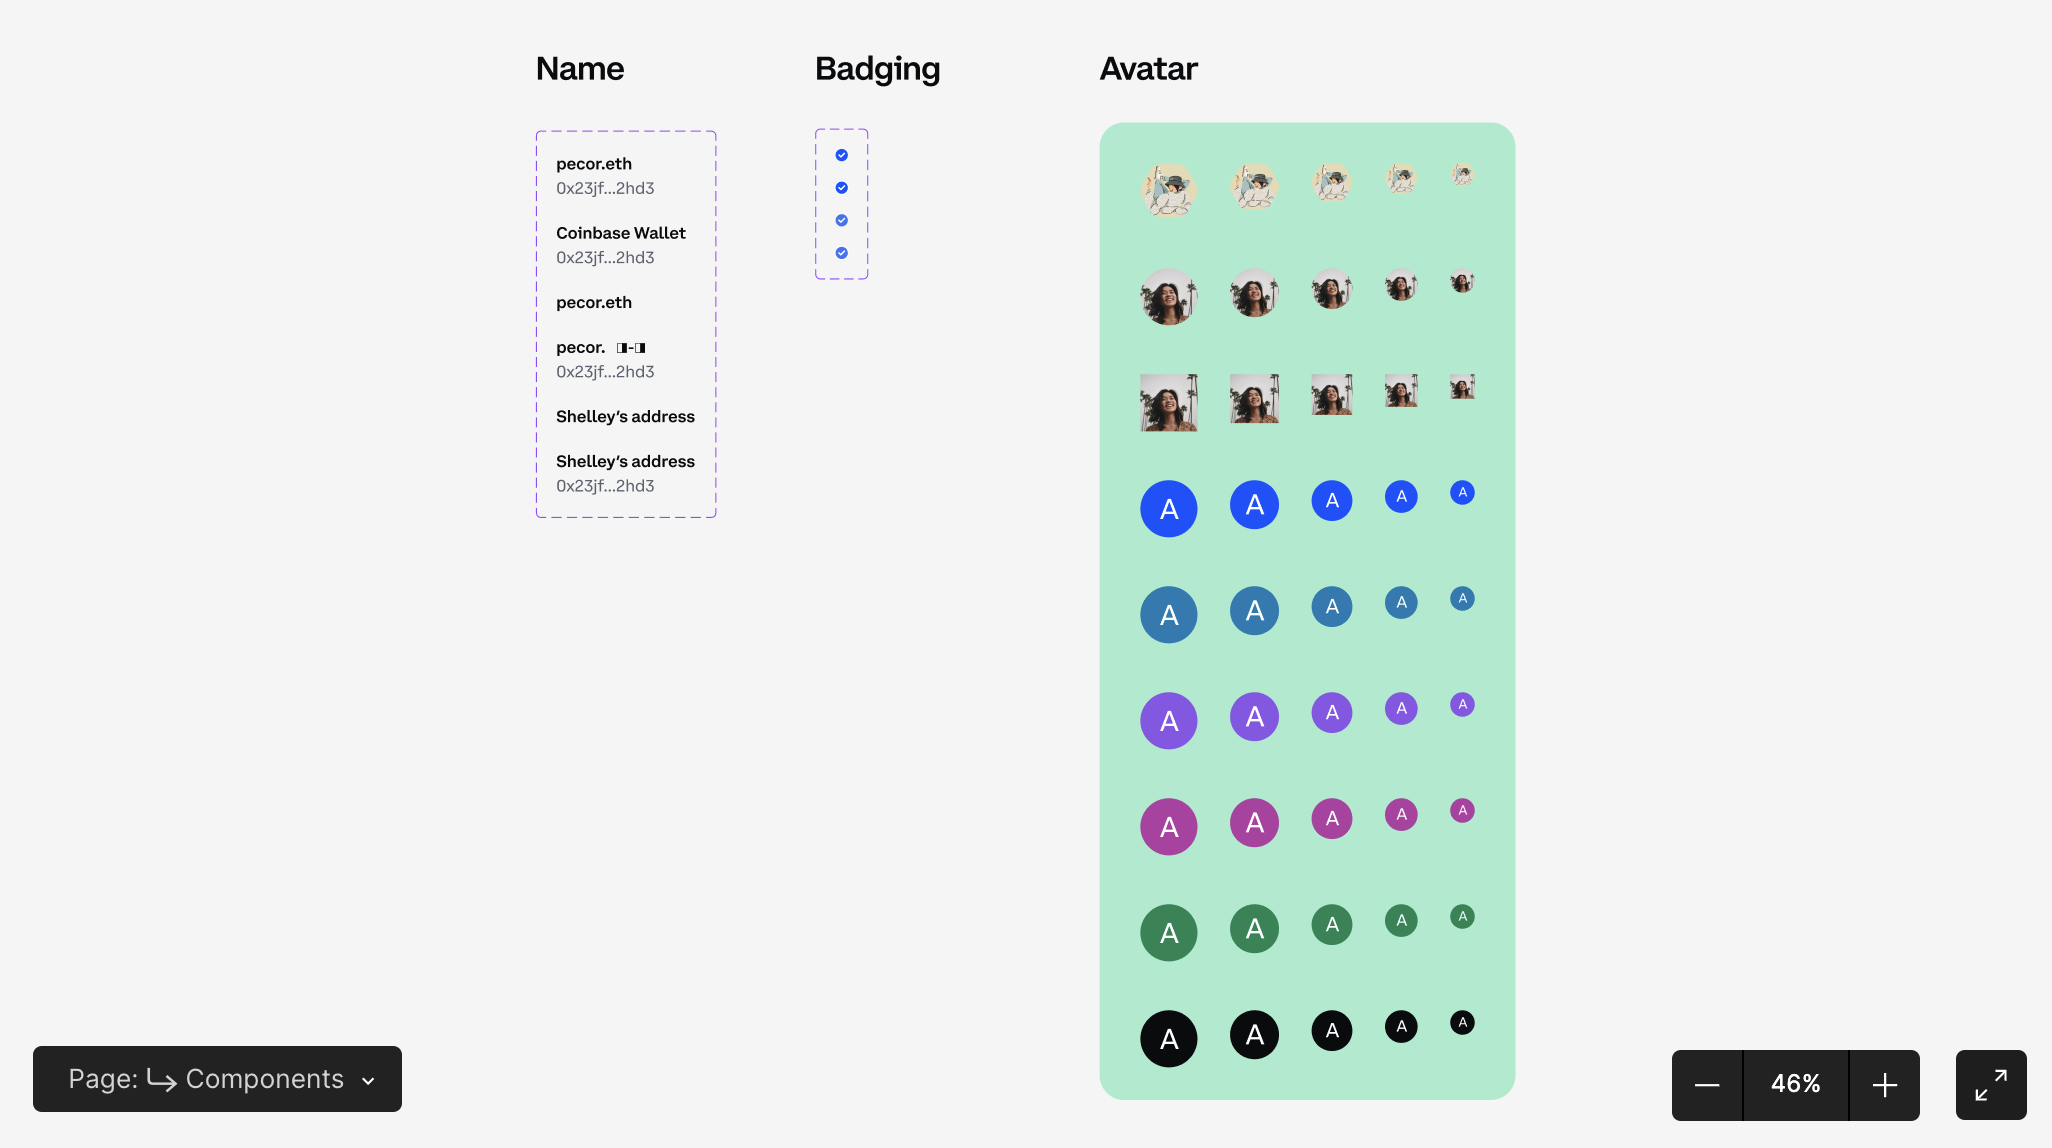 Name
Badging
Avatar
pecor.eth
0x23jf...2hd3
Coinbase Wallet
0x23jf...2hd3
pecor.eth
pecor. ◨-◨
0x23jf...2hd3
Shelley’s address
Shelley’s address
0x23jf...2hd3
A A A A A
A A A A A
A A A A A
A A A A A
A A A A A
A A A A A
Page: ↳ Components
46%